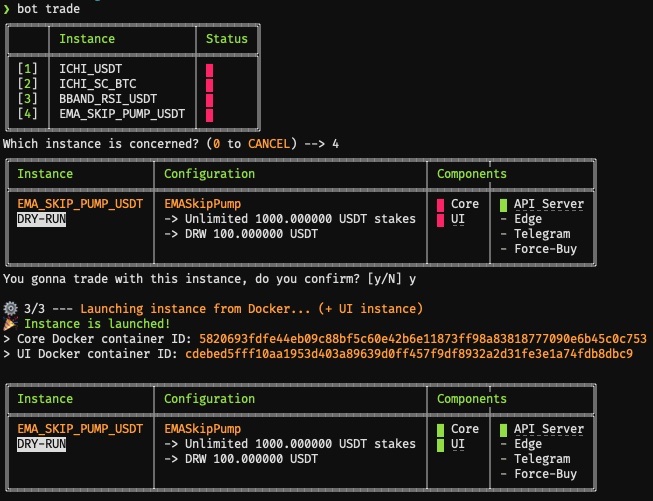 ❯ bot trade
Instance Status
[1] ICHI_USDT
[2] ICHI_SC_BTC
[3] BBAND_RSI_USDT
[4] EMA_SKIP_PUMP_USDT
Which instance is concerned? (0 to CANCEL) --> 4
Instance Configuration Components
EMA_SKIP_PUMP_USDT EMASkipPump Core API Server
DRY-RUN -> Unlimited 1000.000000 USDT stakes UI - Edge
-> DRW 100.000000 USDT - Telegram
- Force-Buy
You gonna trade with this instance, do you confirm? [y/N] y
⚙️ 3/3 --- Launching instance from Docker... (+ UI instance)
🎉 Instance is launched!
> Core Docker container ID: 5820693fdfe44eb09c88bf5c60e42b6e11873ff98a83818777090e6b45c0c753
> UI Docker container ID: cdebed5fff10aa1953d403a89639d0ff457f9df8932a2d31fe3e1a74fdb8dbc9
Instance Configuration Components
EMA_SKIP_PUMP_USDT EMASkipPump Core API Server
DRY-RUN -> Unlimited 1000.000000 USDT stakes UI - Edge
-> DRW 100.000000 USDT - Telegram
- Force-Buy